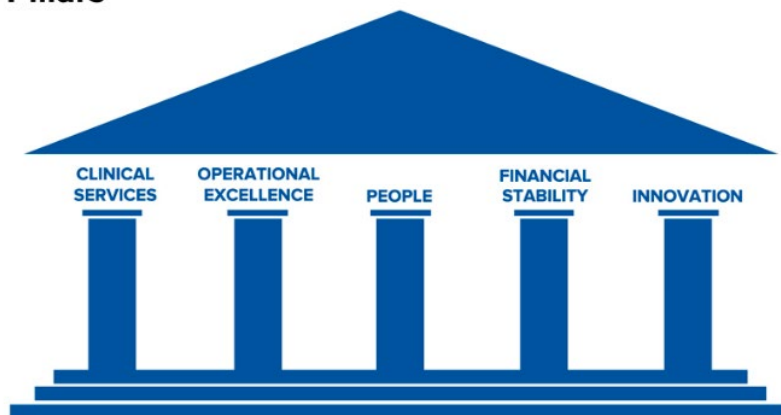 CLINICAL
SERVICES
OPERATIONAL
EXCELLENCE
PEOPLE
FINANCIAL
STABILITY
INNOVATION